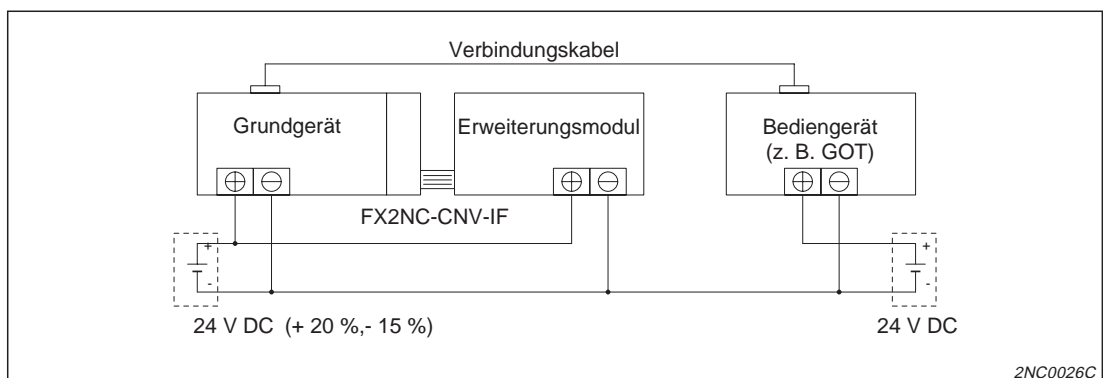 Verbindungskabel
Grundgerät
Erweiterungsmodul
Bediengerät
(z. B. GOT)
FX2NC-CNV-IF
+
-
+
-
24 V DC (+ 20 %,- 15 %)
24 V DC
2NC0026C